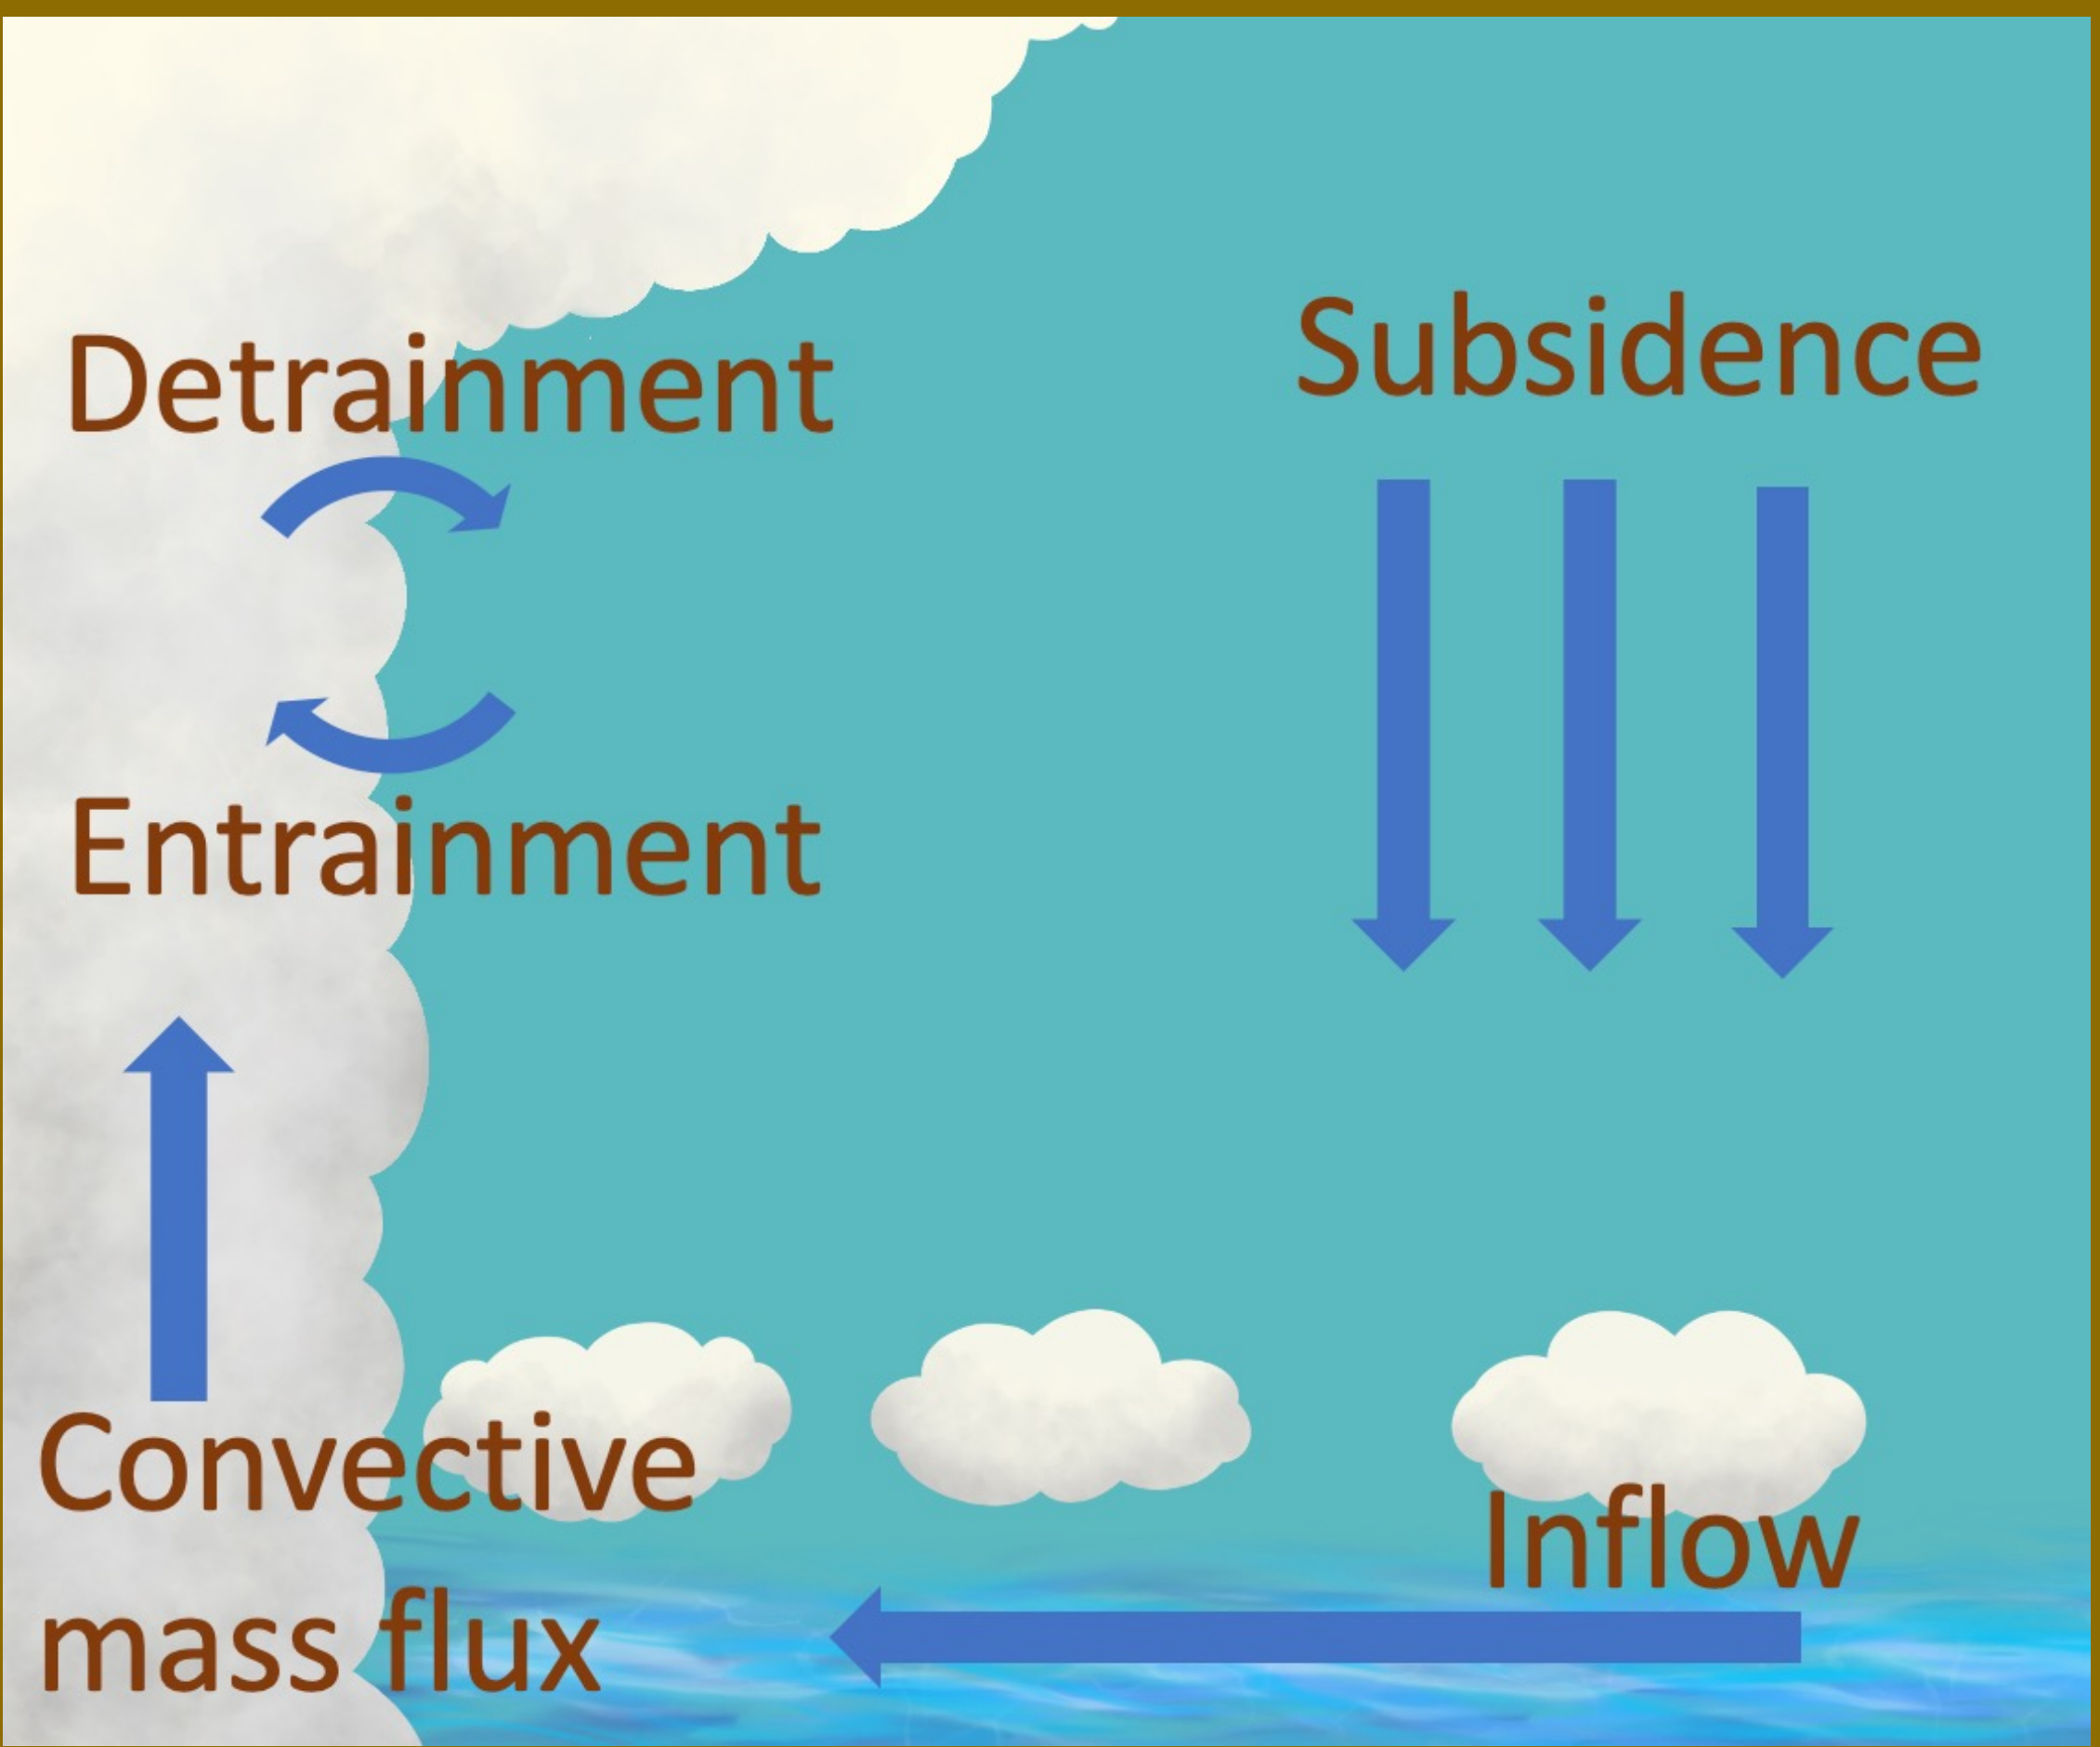 Subsidence
Detrainment
Entrainment
Convective
mass flux
Inflow